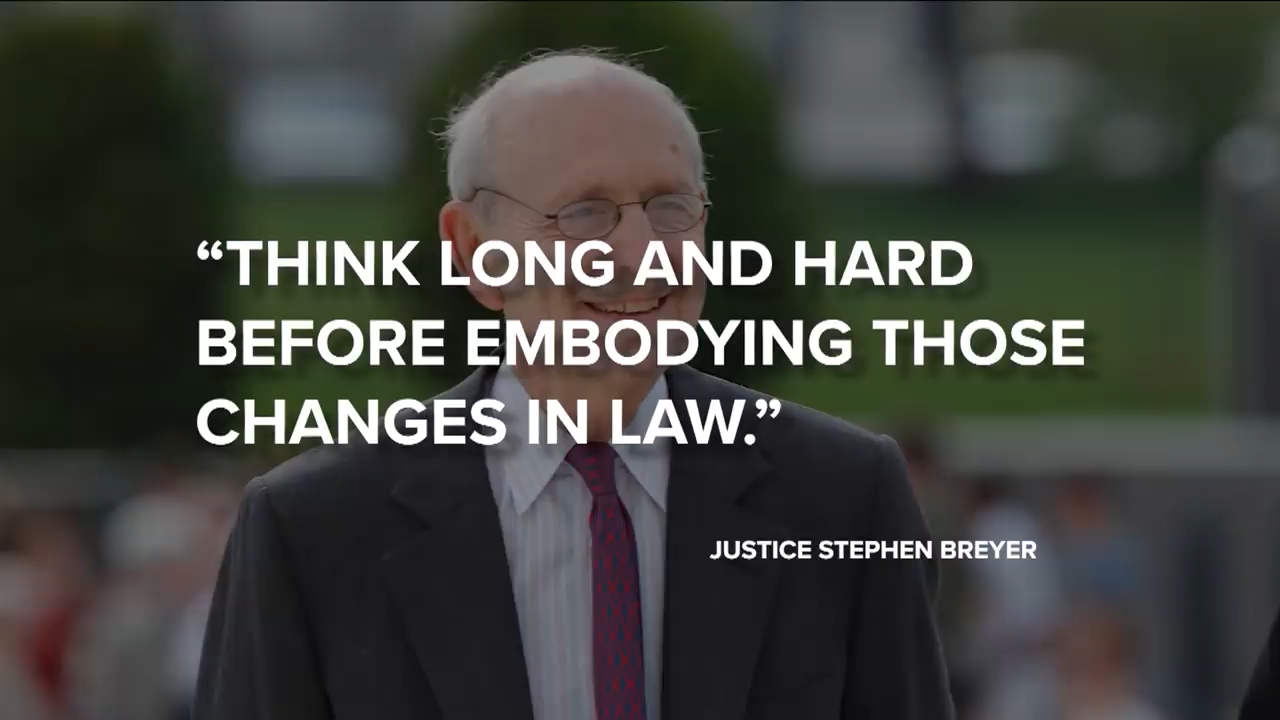 “THINK LONG AND HARD
BEFORE EMBODYING THOSE
CHANGES IN LAW.”
JUSTICE STEPHEN BREYER